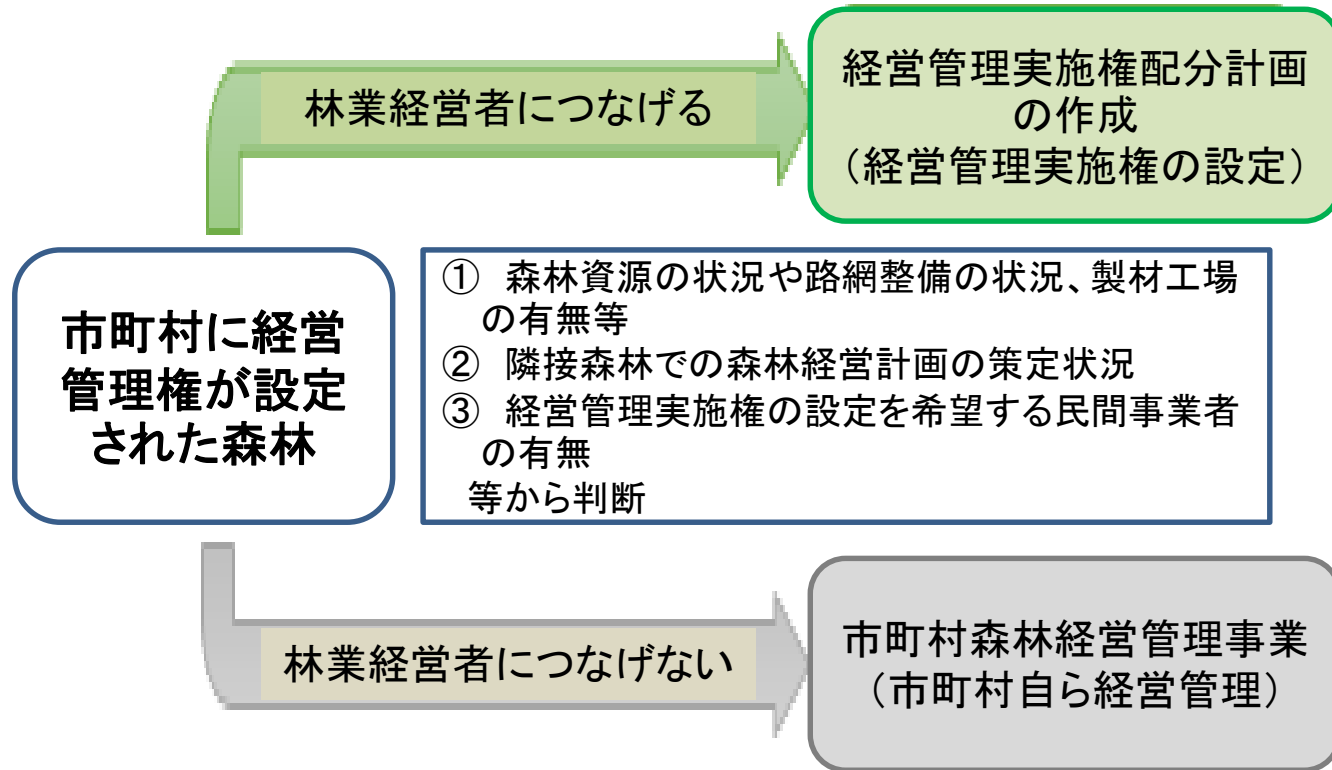 林業経営者につなげる
経営管理実施権配分計画
の作成
（経営管理実施権の設定）
市町村に経営
管理権が設定
された森林
① 森林資源の状況や路網整備の状況、製材工場
の有無等
② 隣接森林での森林経営計画の策定状況
③ 経営管理実施権の設定を希望する民間事業者
の有無
等から判断
林業経営者につなげない
市町村森林経営管理事業
（市町村自ら経営管理）